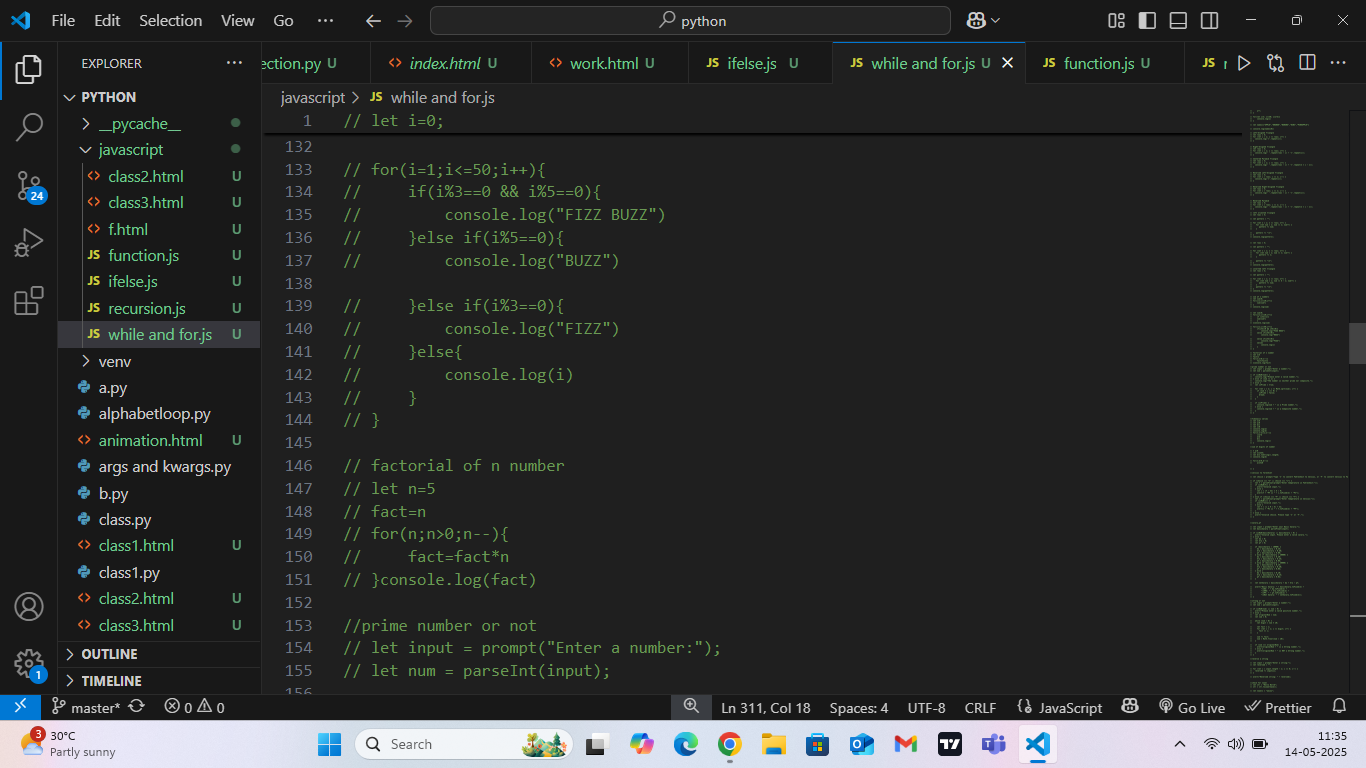 File Edit Selection View Go ··· python
EXPLORER ···
ection.py U index.html U work.html U JS ifelse.js U JS while and for.js U JS function.js U JS
PYTHON
__pycache__
javascript
class2.html U
class3.html U
f.html U
JS function.js U
JS ifelse.js U
JS recursion.js U
JS while and for.js U
venv
a.py
alphabetloop.py
animation.html U
args and kwargs.py
b.py
class.py
class1.html U
class1.py
class2.html U
class3.html U
OUTLINE
TIMELINE
24
1
javascript > JS while and for.js
1 // let i=0;
132
133 // for(i=1;i<=50;i++){
134 //     if(i%3==0 && i%5==0){
135 //         console.log("FIZZ BUZZ")
136 //     }else if(i%5==0){
137 //         console.log("BUZZ")
138
139 //     }else if(i%3==0){
140 //         console.log("FIZZ")
141 //     }else{
142 //         console.log(i)
143 //     }
144 // }
145
146 // factorial of n number
147 // let n=5
148 // fact=n
149 // for(n;n>0;n--){
150 //     fact=fact*n
151 // }console.log(fact)
152
153 //prime number or not
154 // let input = prompt("Enter a number:");
155 // let num = parseInt(input);
156
master* 0 0 Ln 311, Col 18 Spaces: 4 UTF-8 CRLF {} JavaScript Go Live Prettier
3 30°C
Partly sunny
Search
11:35
14-05-2025